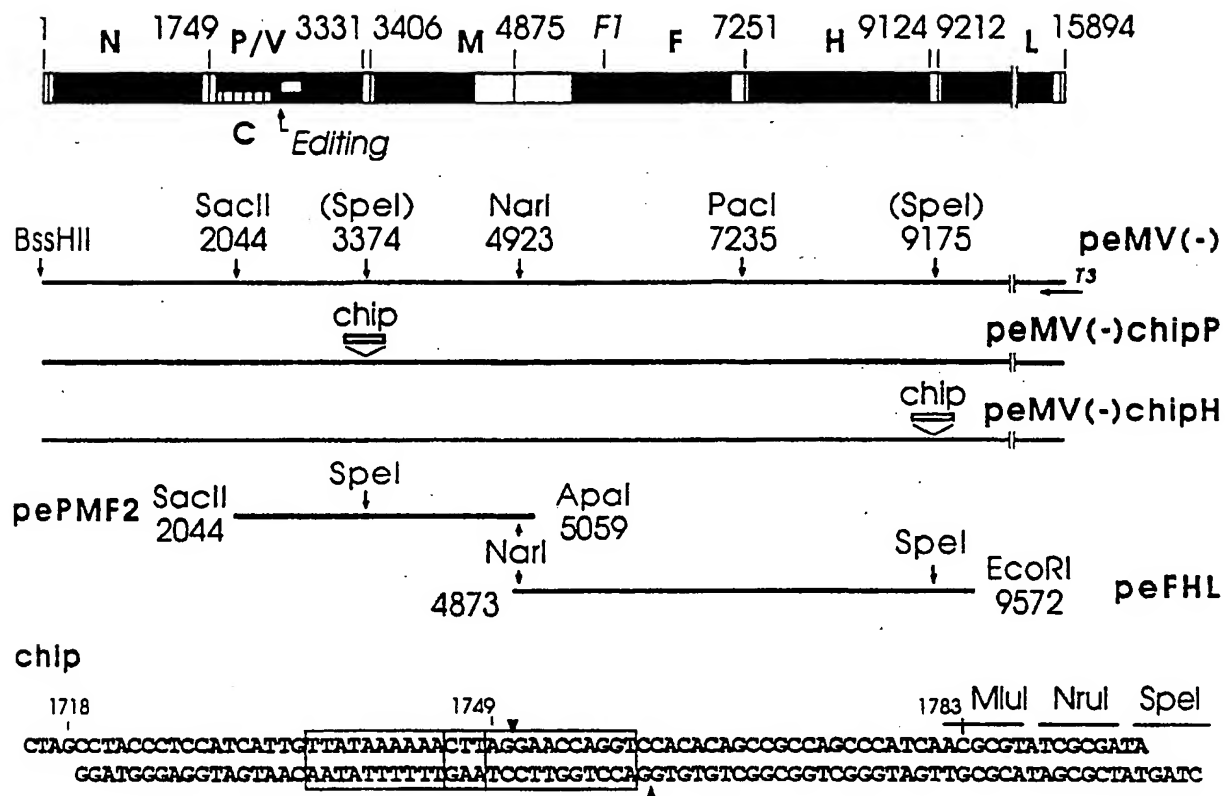 1 N 1749 P/V 3331 3406 M 4875 F1 F 7251 H 9124 9212 L 15894
C Editing
BssHII SacII 2044 (SpeI) 3374 NarI 4923 PacI 7235 (SpeI) 9175 peMV(-)
T3
chip
peMV(-)chipP
chip
peMV(-)chipH
pePMF2 SacII 2044 SpeI ApaI 5059
NarI
4873 SpeI EcoRI 9572 peFHL
chip
1718 1749 1783 MluI NruI SpeI
CTAGCCTACCCTCCATCATTGTTATAAAAAACTTAGGAACCAGGTCCACACAGCCGCCAGCCCATCAACGCGTATCGCGATA
GGATGGGAGGTAGTAACAATATTTTTTGAATCCTTGGTCCAGGTGTGTCGGCGGTCGGGTAGTTGCGCATAGCGCTATGATC